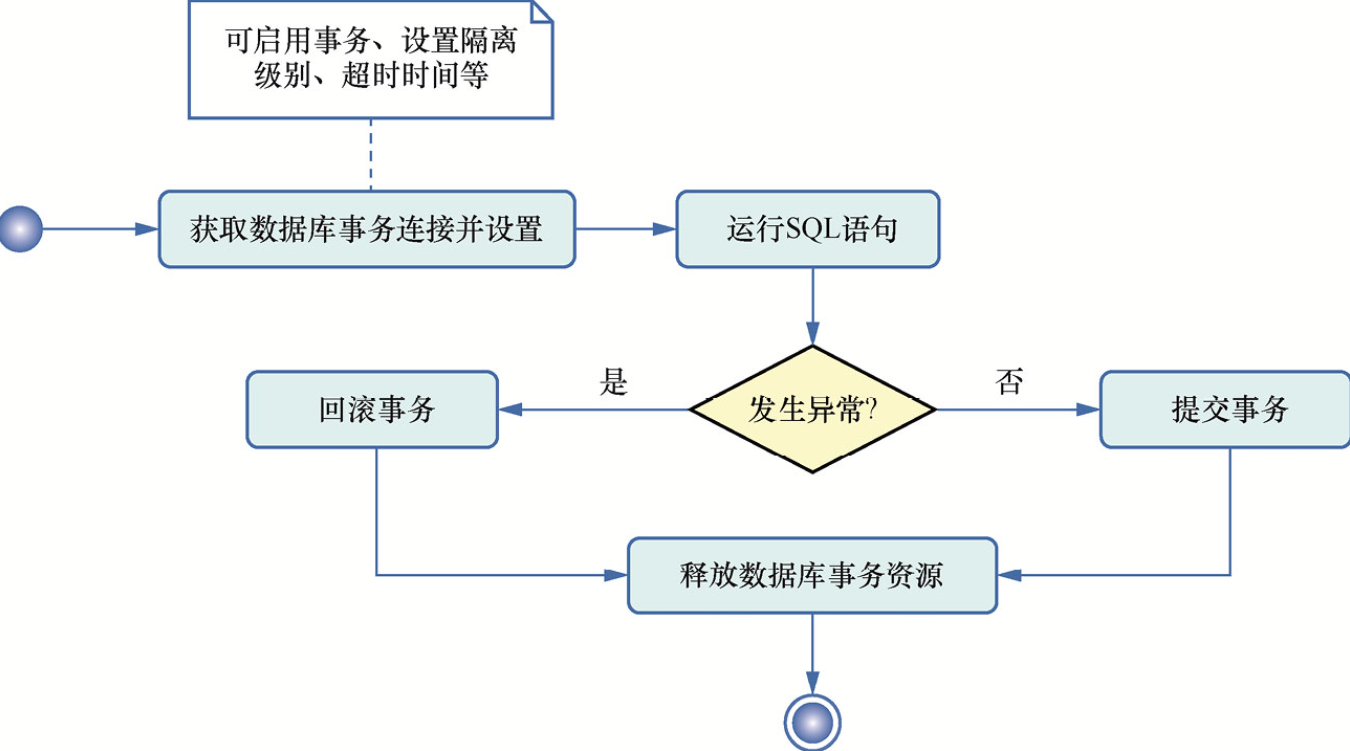 可启用事务、设置隔离
级别、超时时间等
获取数据库事务连接并设置
运行SQL语句
是
否
回滚事务
发生异常?
提交事务
释放数据库事务资源